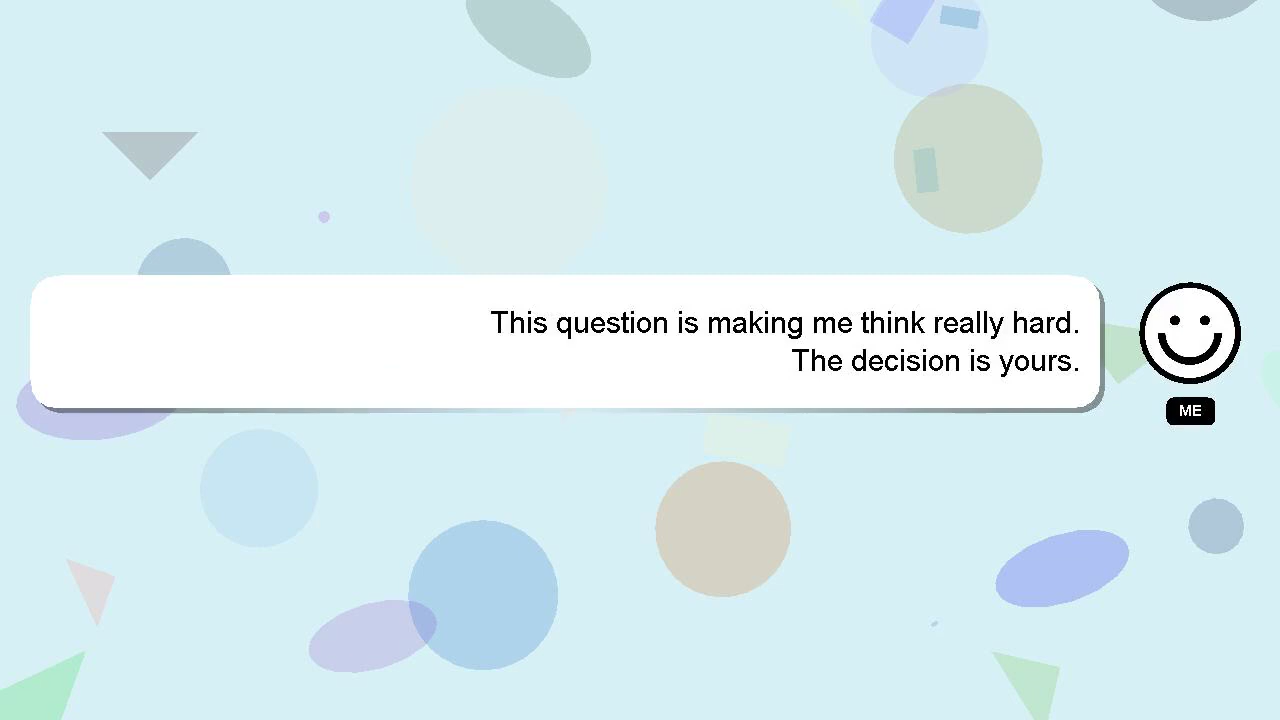 This question is making me think really hard.
The decision is yours.
ME